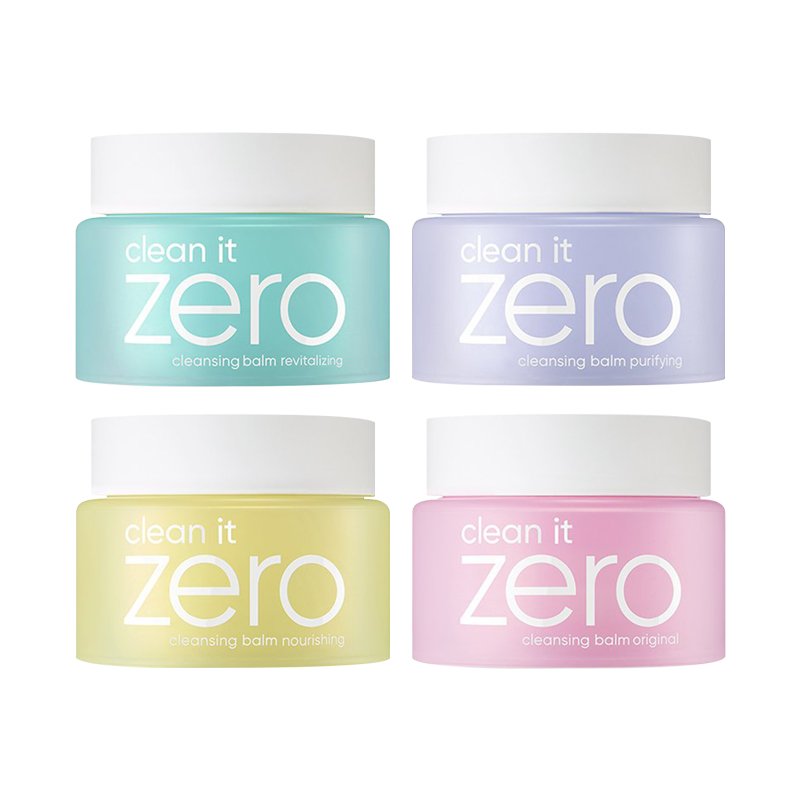 clean it
zero
cleansing balm revitalizing
clean it
zero
cleansing balm purifying
clean it
zero
cleansing balm nourishing
clean it
zero
cleansing balm original